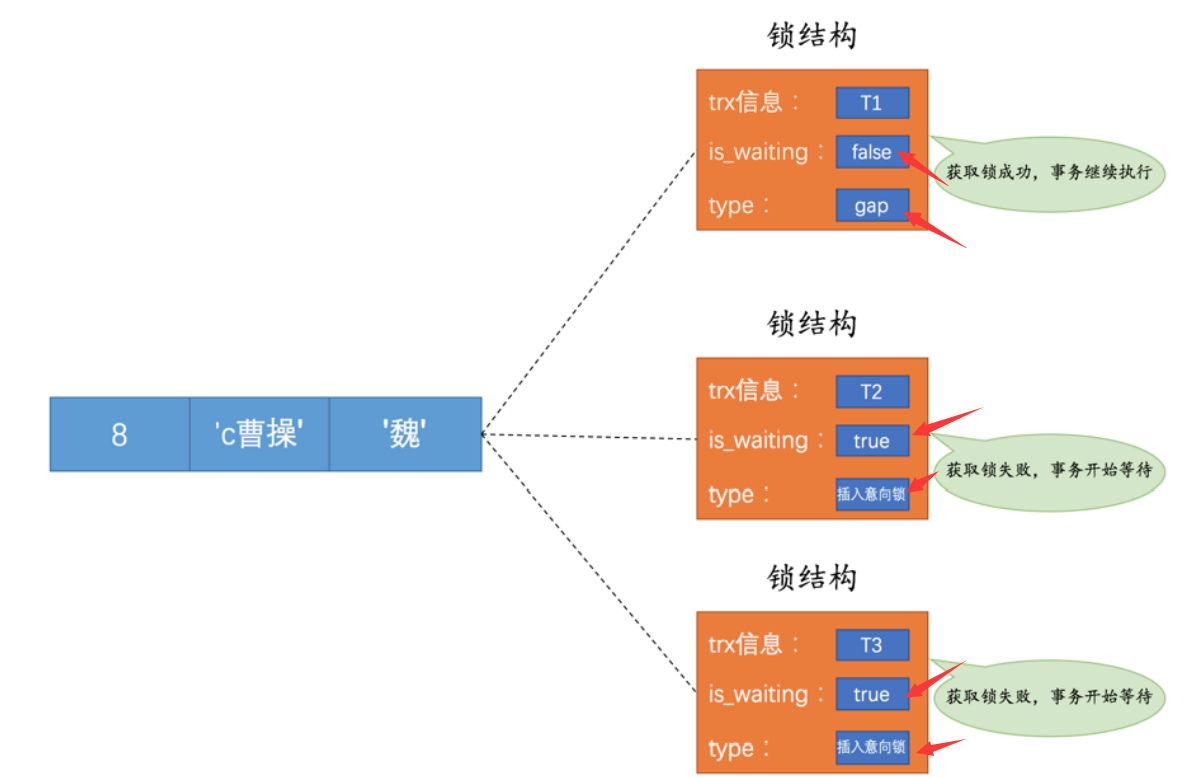 锁结构
trx信息： T1
is_waiting： false
type： gap
获取锁成功，事务继续执行
锁结构
trx信息： T2
is_waiting： true
type： 插入意向锁
获取锁失败，事务开始等待
8 'c曹操' '魏'
锁结构
trx信息： T3
is_waiting： true
type： 插入意向锁
获取锁失败，事务开始等待